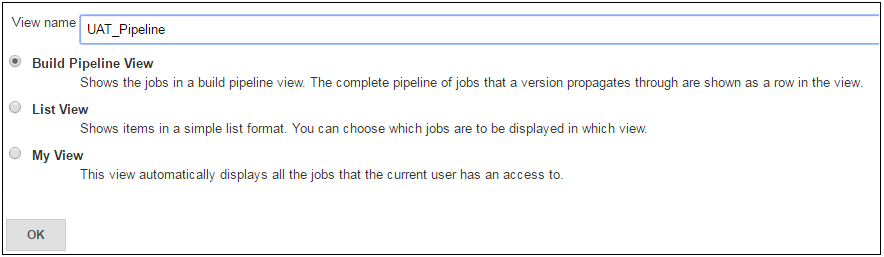 View name UAT_Pipeline
Build Pipeline View
Shows the jobs in a build pipeline view. The complete pipeline of jobs that a version propagates through are shown as a row in the view.
List View
Shows items in a simple list format. You can choose which jobs are to be displayed in which view.
My View
This view automatically displays all the jobs that the current user has an access to.
OK